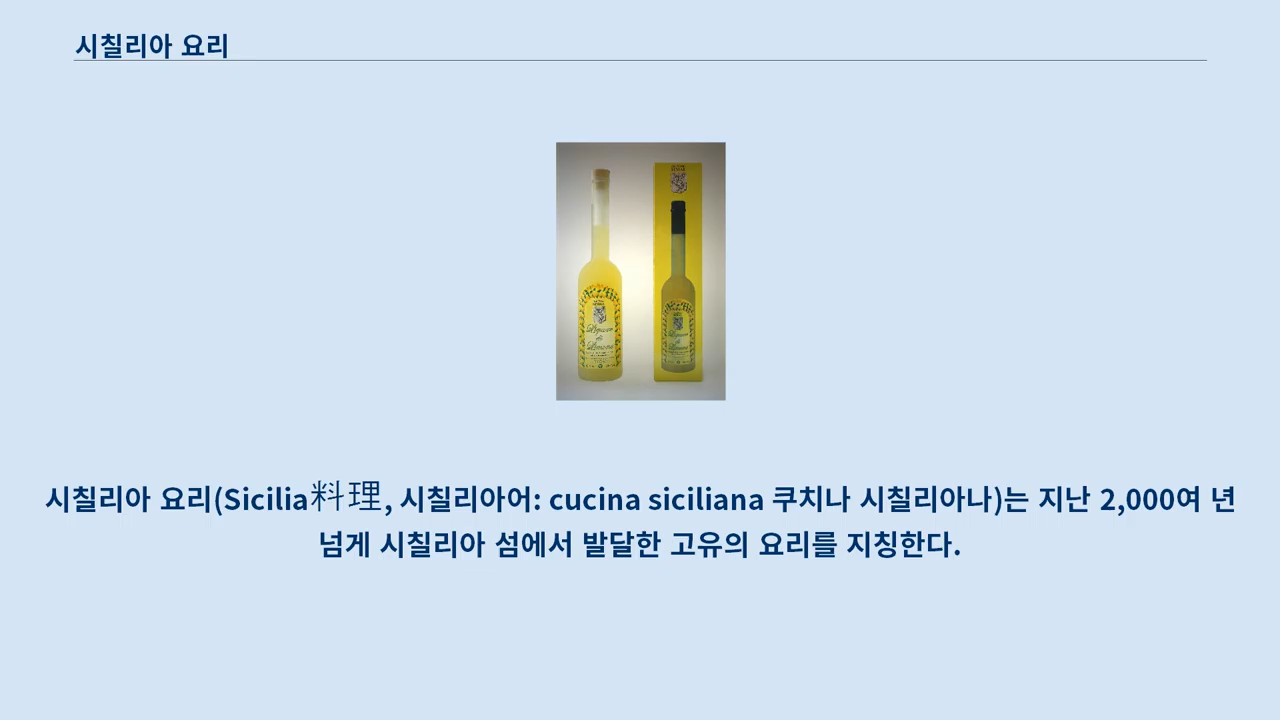 시칠리아 요리
Liquore
di
Limone
시칠리아 요리(Sicilia料理, 시칠리아어: cucina siciliana 쿠치나 시칠리아나)는 지난 2,000여 년
넘게 시칠리아 섬에서 발달한 고유의 요리를 지칭한다.